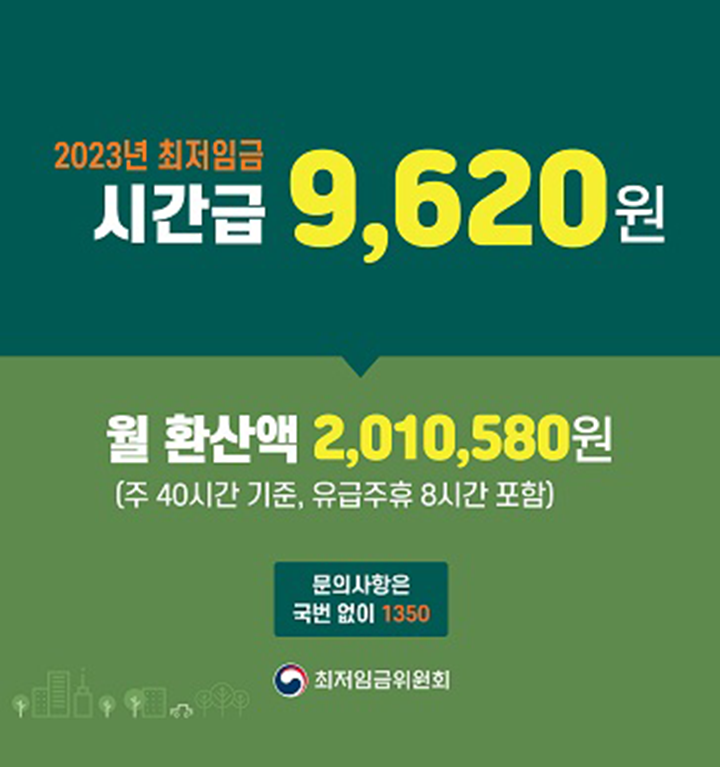 2023년 최저임금
시간급 9,620원
월 환산액 2,010,580원
(주 40시간 기준, 유급주휴 8시간 포함)
문의사항은
국번 없이 1350
최저임금위원회